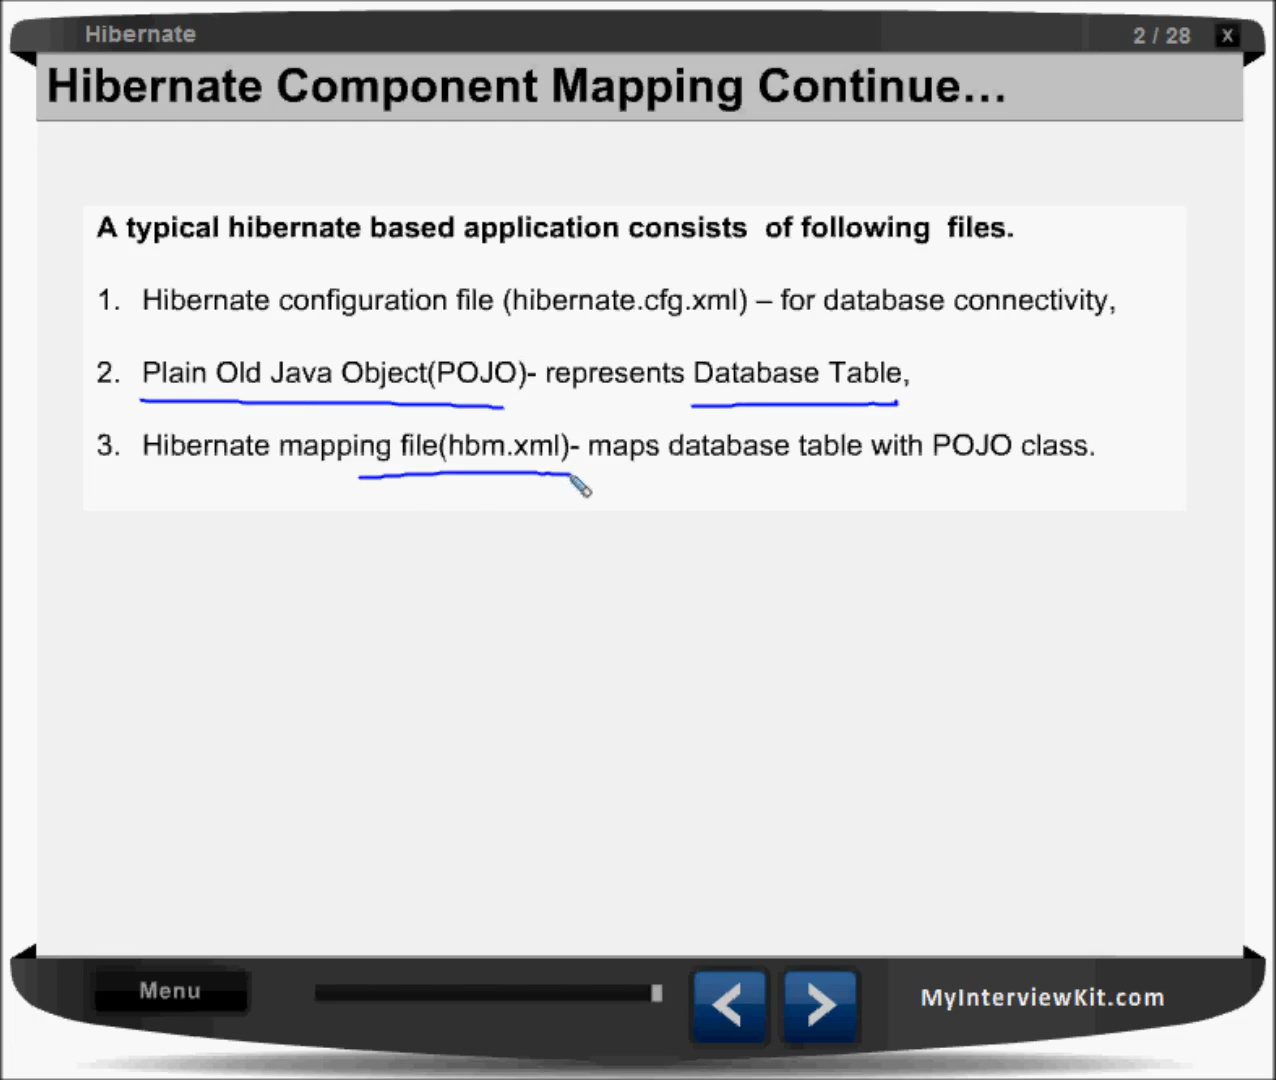 Hibernate
2 / 28
X
Hibernate Component Mapping Continue...
A typical hibernate based application consists of following files.
1. Hibernate configuration file (hibernate.cfg.xml) – for database connectivity,
2. Plain Old Java Object(POJO)- represents Database Table,
3. Hibernate mapping file(hbm.xml)- maps database table with POJO class.
Menu
MyInterviewKit.com